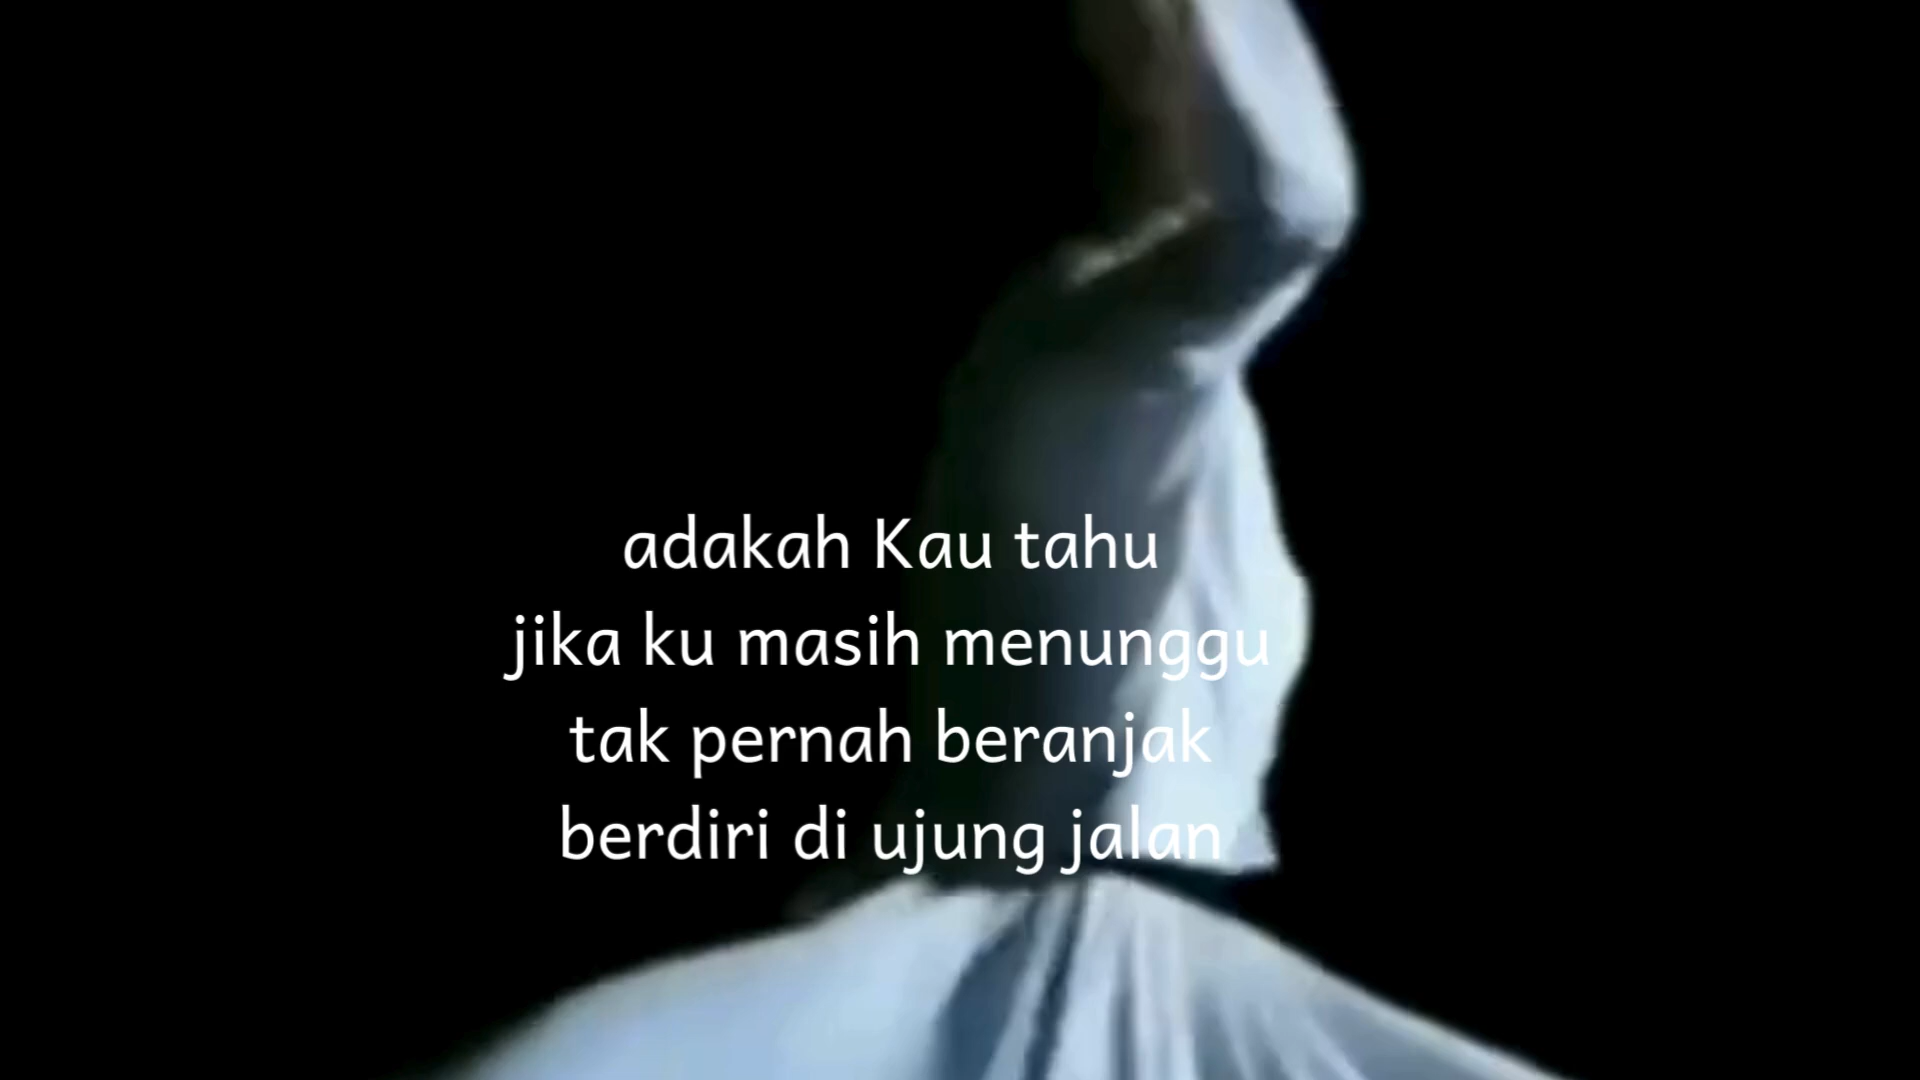 adakah Kau tahu
jika ku masih menunggu
tak pernah beranjak
berdiri di ujung jalan